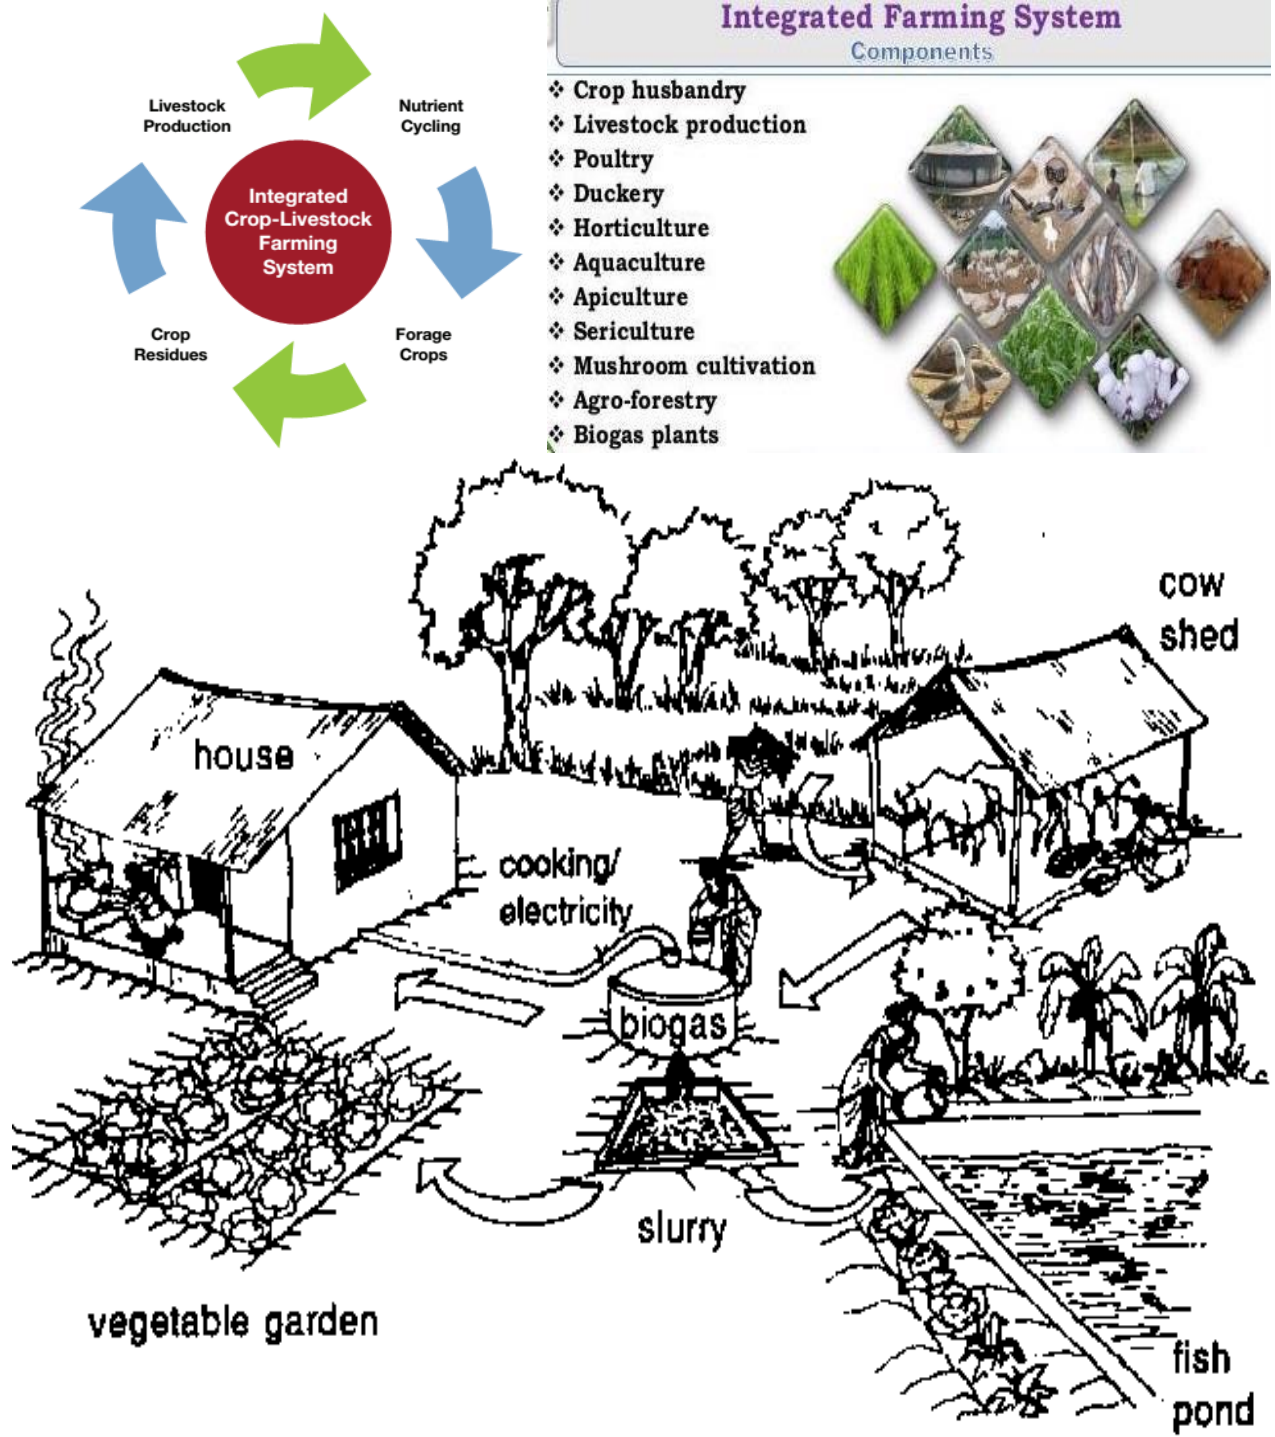 Livestock
Production
Nutrient
Cycling
Integrated
Crop-Livestock
Farming
System
Crop
Residues
Forage
Crops
Integrated Farming System
Components
❖ Crop husbandry
❖ Livestock production
❖ Poultry
❖ Duckery
❖ Horticulture
❖ Aquaculture
❖ Apiculture
❖ Sericulture
❖ Mushroom cultivation
❖ Agro-forestry
❖ Biogas plants
cow
shed
house
cooking/
electricity
biogas
slurry
vegetable garden
fish
pond